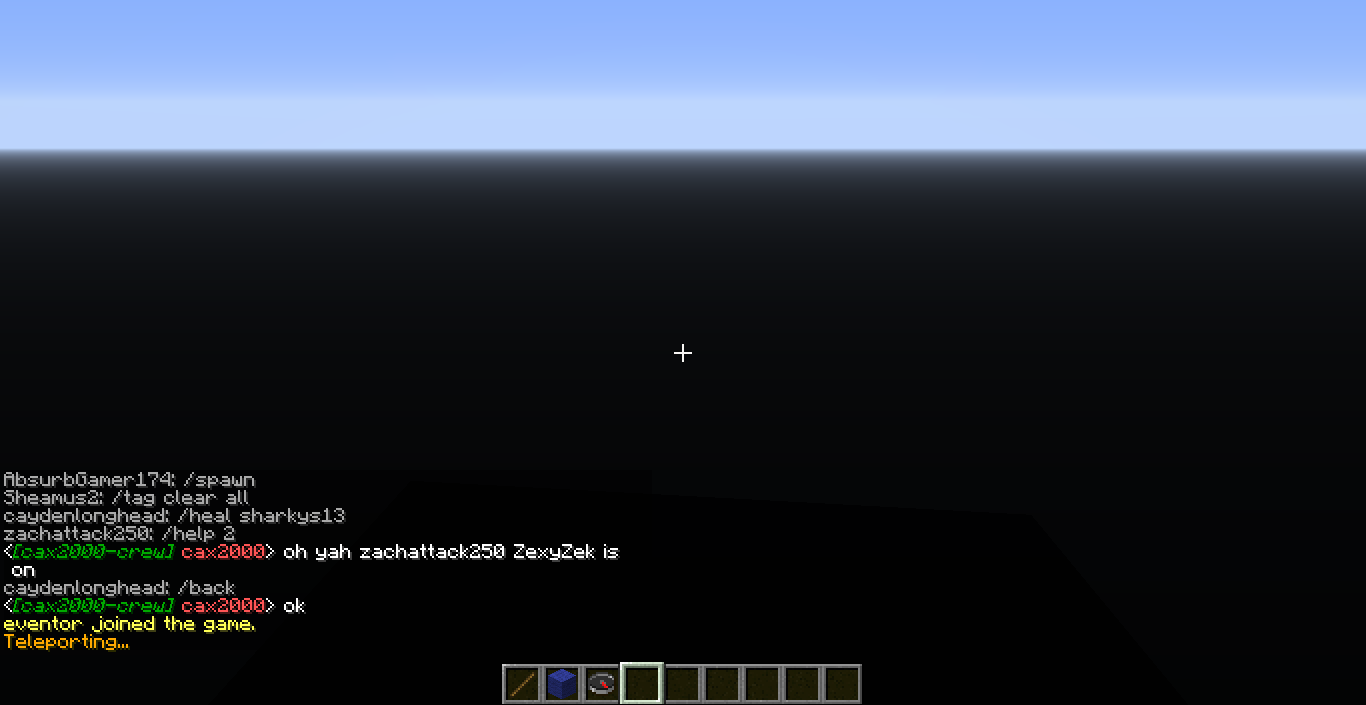 AbsurbGamer174: /spawn
Sheamus2: /tag clear all
caydenlonghead: /heal sharkys13
zachattack250: /help 2
<[cax2000-crew] cax2000> oh yah zachattack250 ZexyZek is
on
caydenlonghead: /back
<[cax2000-crew] cax2000> ok
eventor joined the game.
Teleporting...